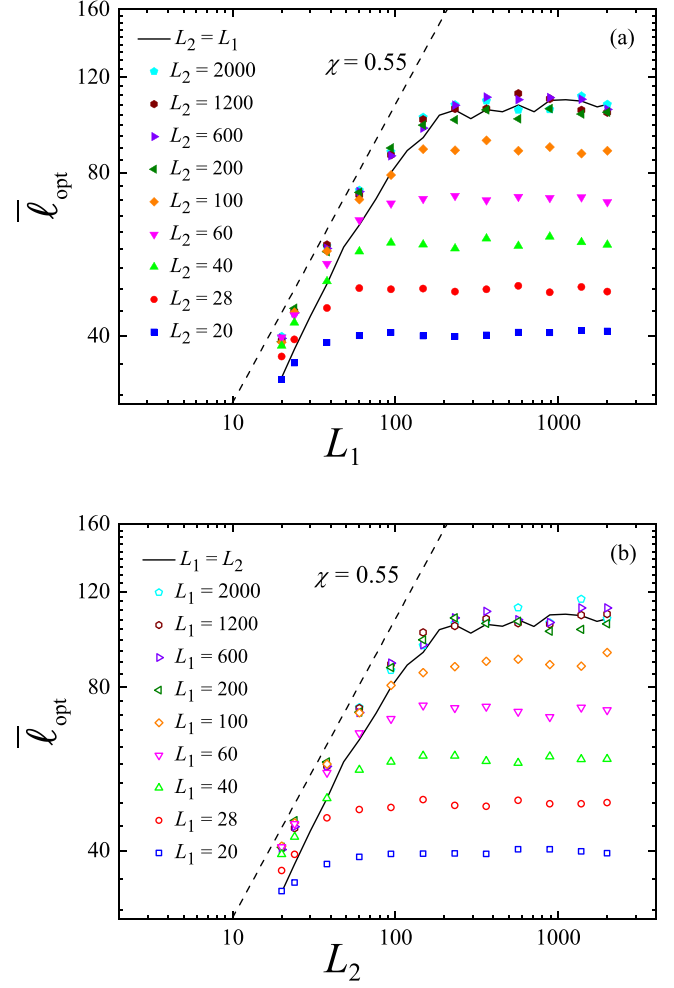 160
(a)
L₂ = L₁
χ = 0.55
120
L₂ = 2000
L₂ = 1200
L₂ = 600
80
L₂ = 200
L₂ = 100
ℓ̅opt
L₂ = 60
L₂ = 40
L₂ = 28
40
L₂ = 20
10 100 1000
L₁
160
(b)
L₁ = L₂
χ = 0.55
120
L₁ = 2000
L₁ = 1200
L₁ = 600
80
L₁ = 200
L₁ = 100
ℓ̅opt
L₁ = 60
L₁ = 40
L₁ = 28
40
L₁ = 20
10 100 1000
L₂